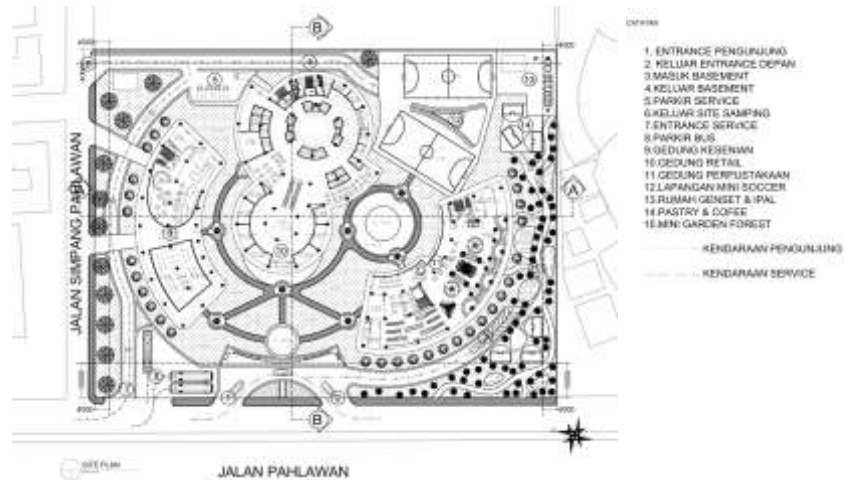 CATATAN
1. ENTRANCE PENGUNJUNG
2. KELUAR ENTRANCE DEPAN
3.MASUK BASEMENT
4.KELUAR BASEMENT
5.PARKIR SERVICE
6.KELUAR SITE SAMPING
7.ENTRANCE SERVICE
8.PARKIR BUS
9.GEDUNG KESENIAN
10.GEDUNG RETAIL
11.GEDUNG PERPUSTAKAAN
12.LAPANGAN MINI SOCCER
13.RUMAH GENSET & IPAL
14.PASTRY & COFEE
15.MINI GARDEN FOREST
KENDARAAN PENGUNJUNG
KENDARAAN SERVICE
B
A
JALAN SIMPANG PAHLAWAN
B
SITE PLAN
JALAN PAHLAWAN